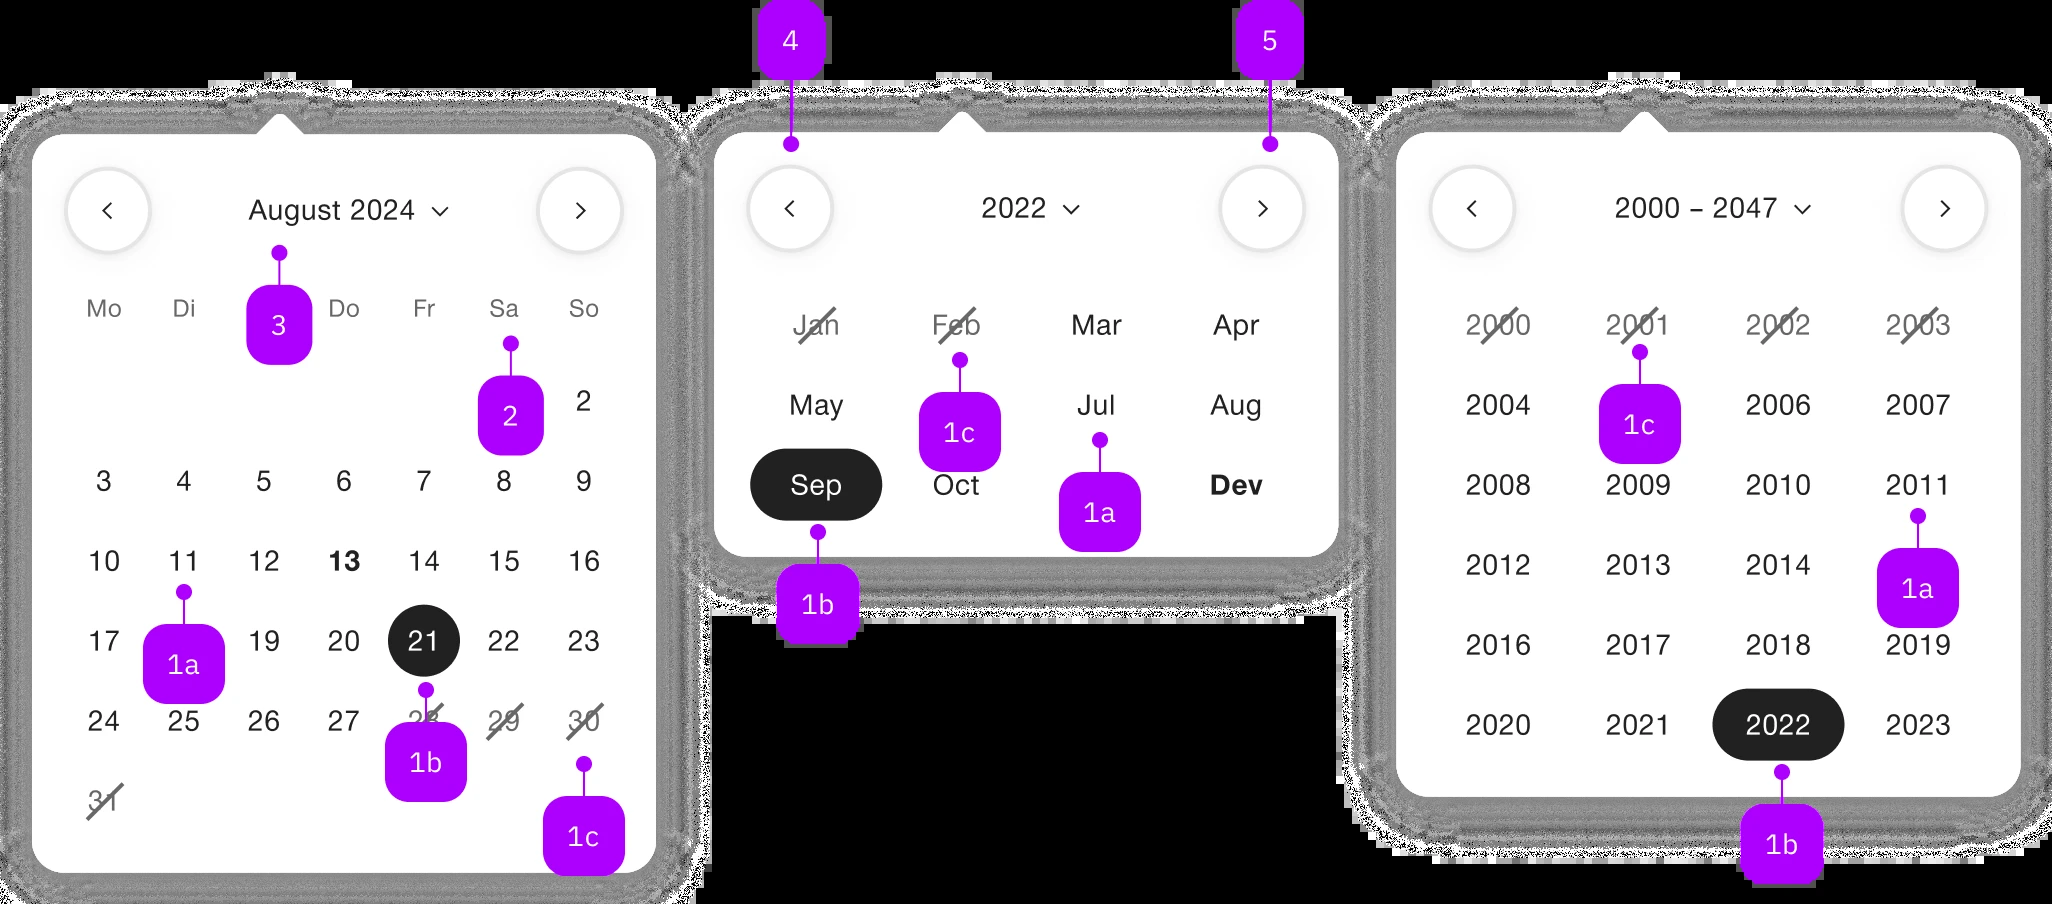 4
5
August 2024
2022
2000 – 2047
3
Mo Di Do Fr Sa So
Jan Feb Mar Apr
2000 2001 2002 2003
2
2
May Jul Aug
1c
2004 2006 2007
1c
3 4 5 6 7 8 9
Sep Oct Dev
1a
2008 2009 2010 2011
10 11 12 13 14 15 16
1b
2012 2013 2014
1a
17 19 20 21 22 23
1a
2016 2017 2018 2019
24 25 26 27 28 29 30
1b
2020 2021 2022 2023
31
1c
1b